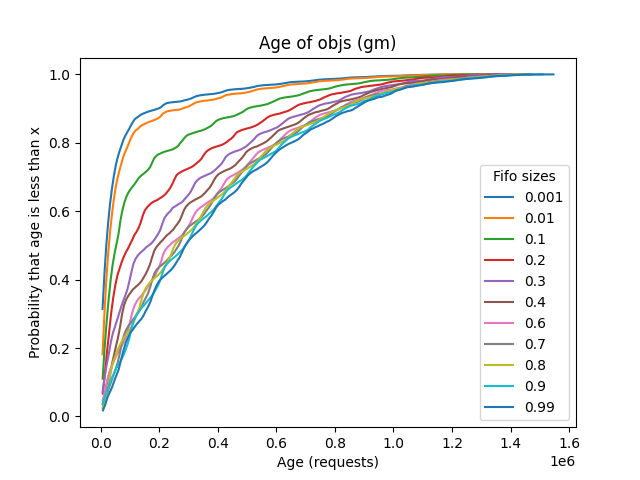 Age of objs (gm)
Probability that age is less than x
1.0
0.8
0.6
0.4
0.2
0.0
Fifo sizes
0.001
0.01
0.1
0.2
0.3
0.4
0.6
0.7
0.8
0.9
0.99
0.0 0.2 0.4 0.6 0.8 1.0 1.2 1.4 1.6
1e6
Age (requests)